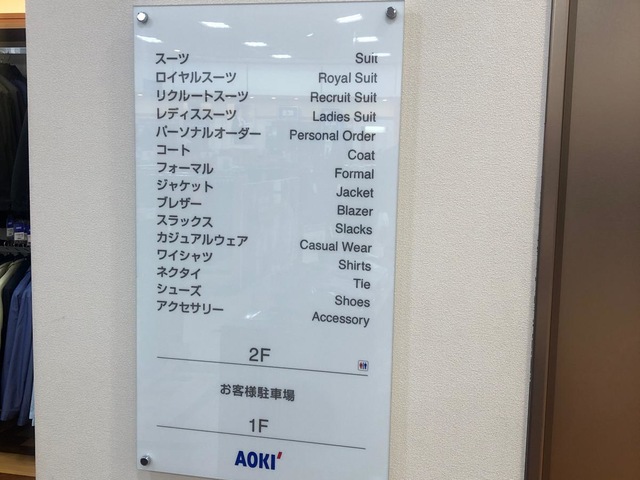 スーツ Suit
ロイヤルスーツ Royal Suit
リクルートスーツ Recruit Suit
レディススーツ Ladies Suit
パーソナルオーダー Personal Order
コート Coat
フォーマル Formal
ジャケット Jacket
ブレザー Blazer
スラックス Slacks
カジュアルウェア Casual Wear
ワイシャツ Shirts
ネクタイ Tie
シューズ Shoes
アクセサリー Accessory
2F
お客様駐車場
1F
AOKI'